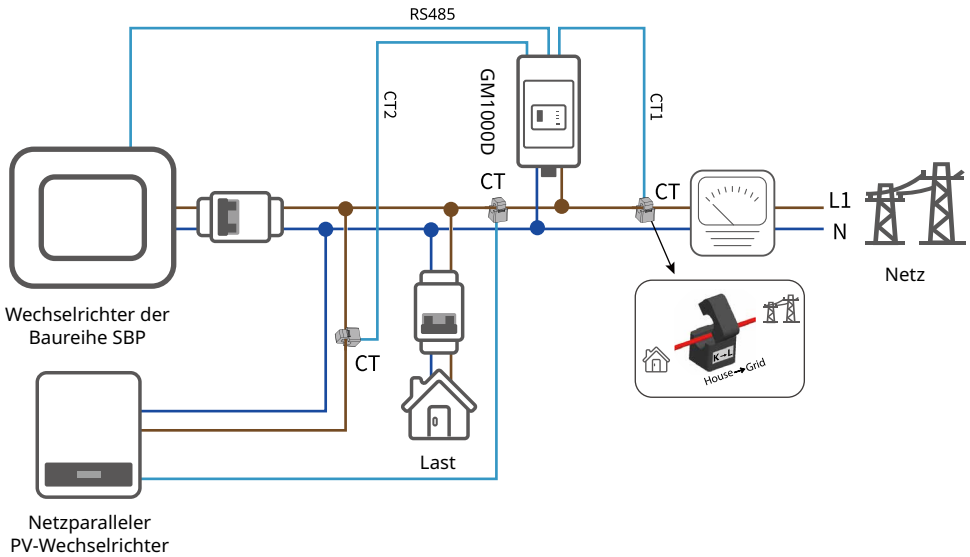 RS485
CT2
GM1000D
CT1
CT
CT
L1
N
Netz
Wechselrichter der
Baureihe SBP
CT
K→L
House→Grid
Last
Netzparalleler
PV-Wechselrichter